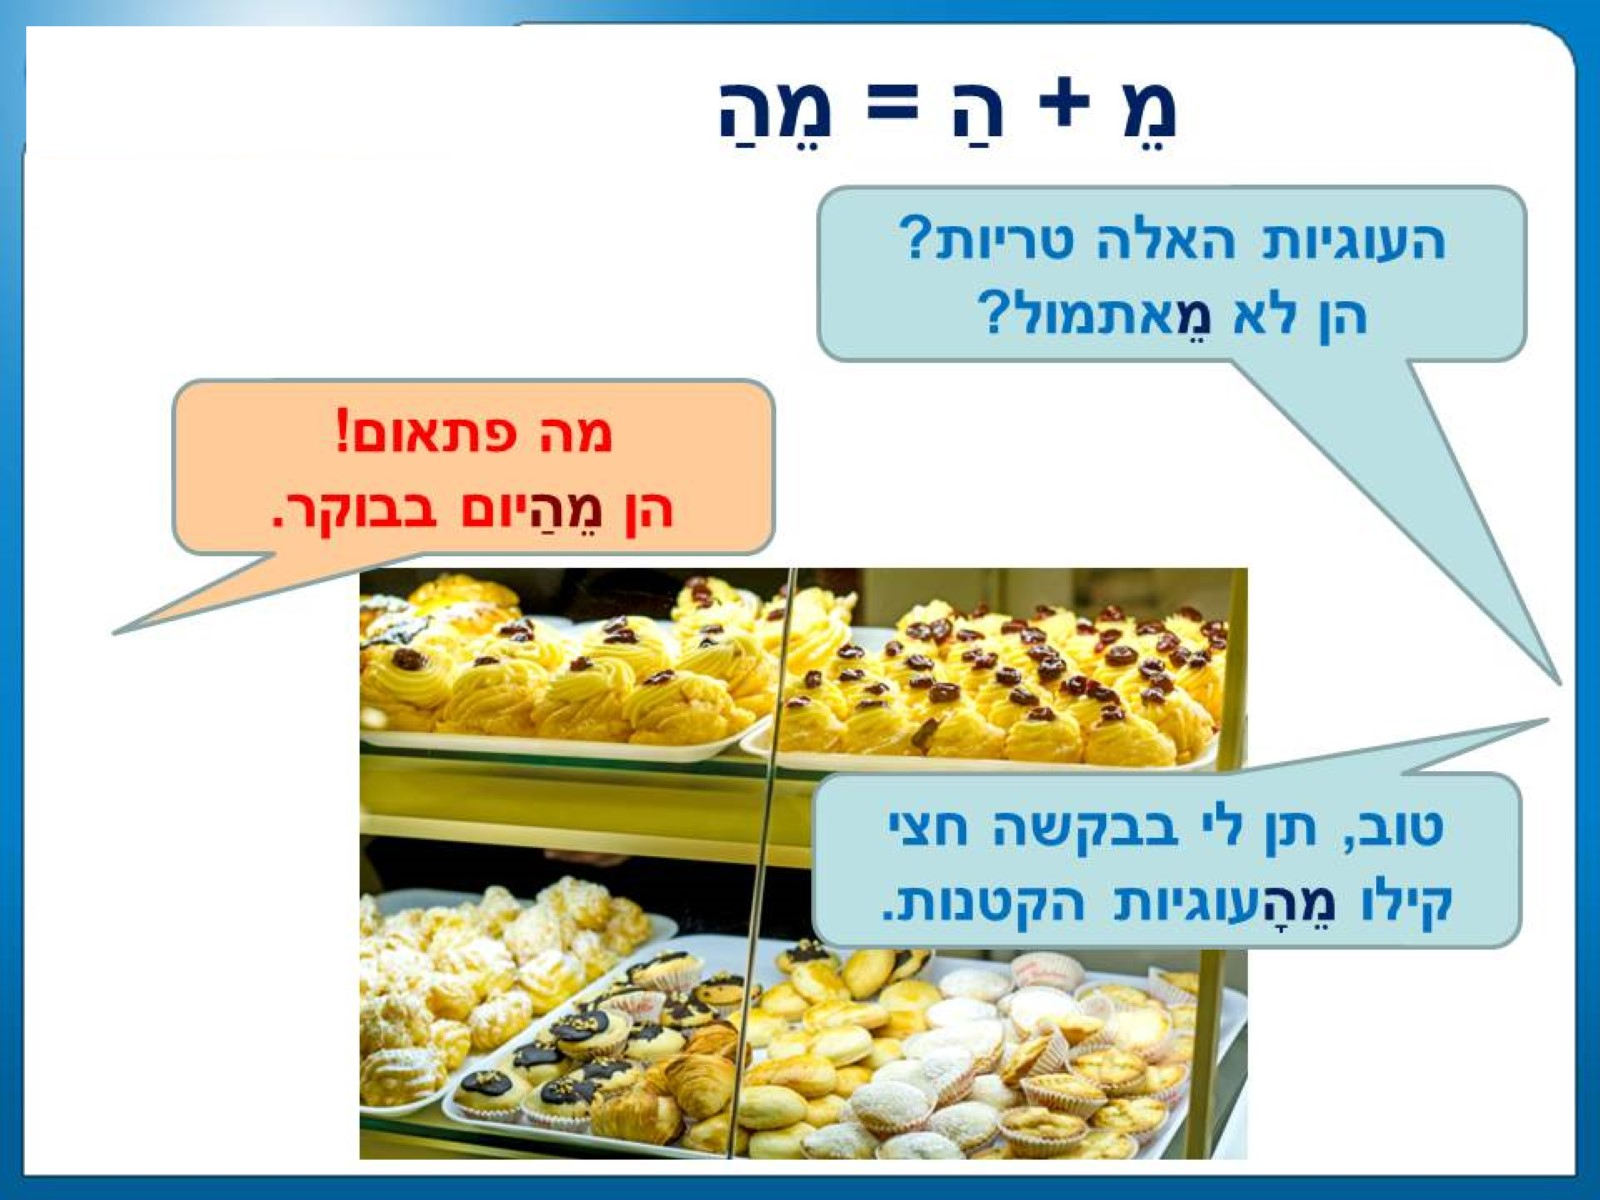 מֵ + הַ = מֵהַ
העוגיות האלה טריות?
הן לא מֵאתמול?
מה פתאום!
הן מֵהַיום בבוקר.
טוב, תן לי בבקשה חצי
קילו מֵהָעוגיות הקטנות.